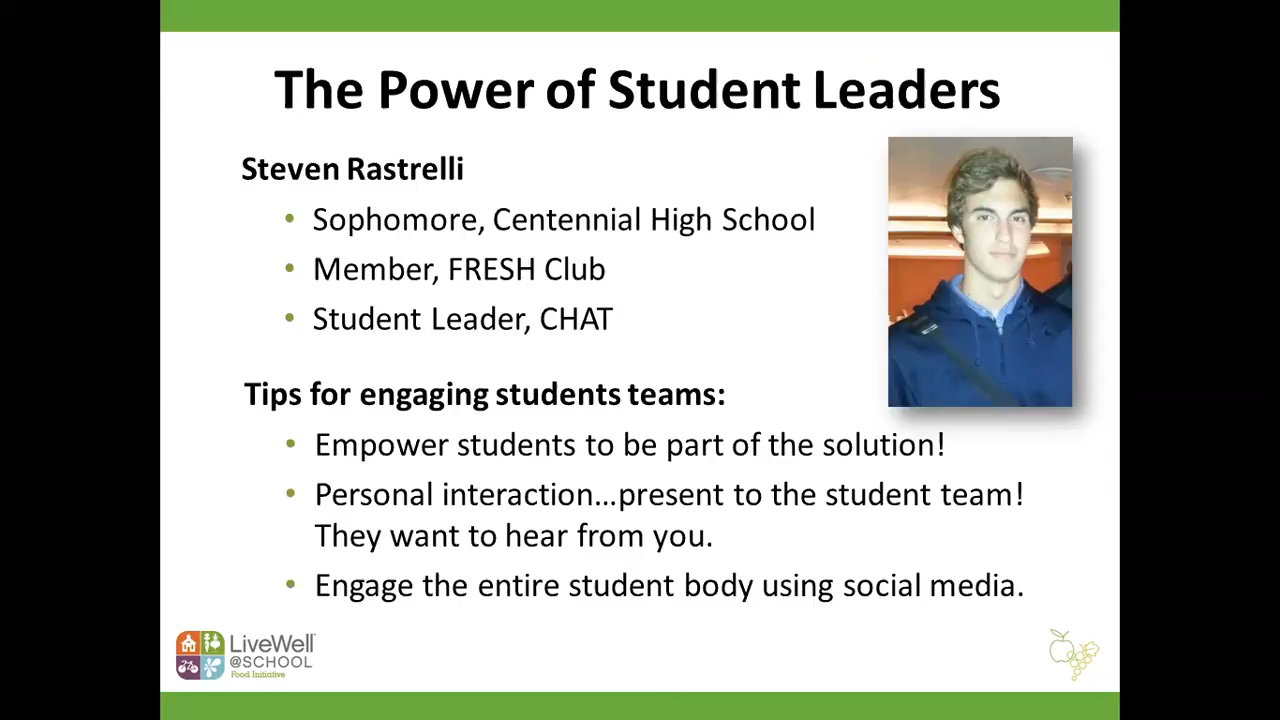 The Power of Student Leaders
Steven Rastrelli
• Sophomore, Centennial High School
• Member, FRESH Club
• Student Leader, CHAT
Tips for engaging students teams:
• Empower students to be part of the solution!
• Personal interaction…present to the student team!
They want to hear from you.
• Engage the entire student body using social media.
LiveWell
@SCHOOL
Food Initiative